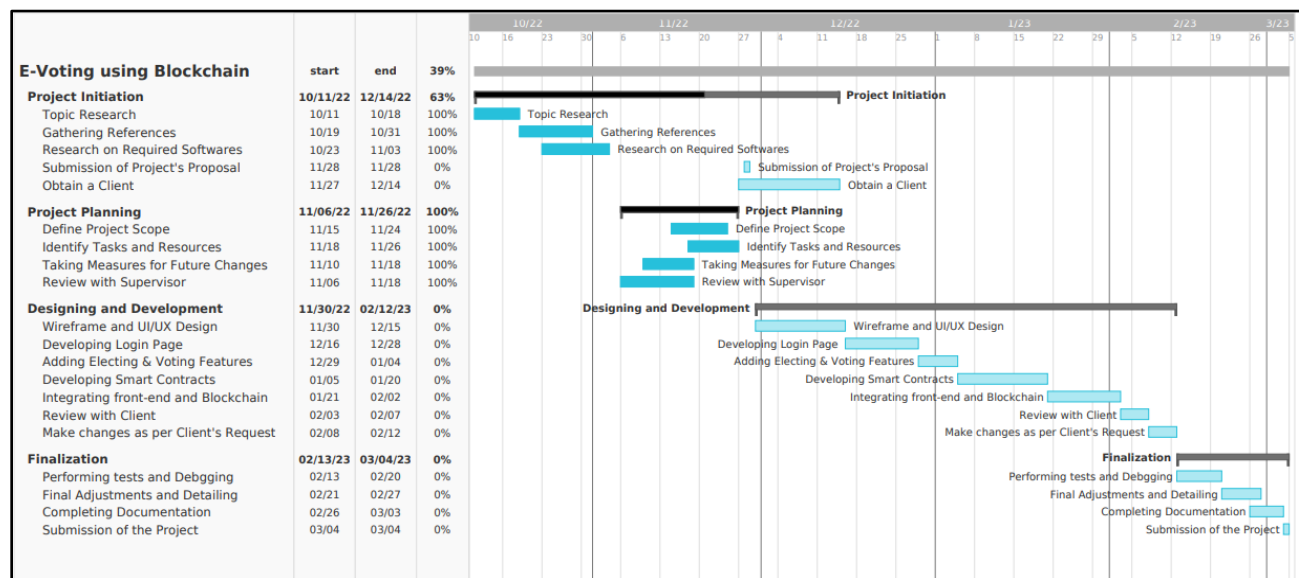 10/22 11/22 12/22 1/23 2/23 3/23
10 16 23 30 6 13 20 27 4 11 18 25 1 8 15 22 29 5 12 19 26 5
E-Voting using Blockchain start end 39%
Project Initiation 10/11/22 12/14/22 63% Project Initiation
Topic Research 10/11 10/18 100% Topic Research
Gathering References 10/19 10/31 100% Gathering References
Research on Required Softwares 10/23 11/03 100% Research on Required Softwares
Submission of Project's Proposal 11/28 11/28 0% Submission of Project's Proposal
Obtain a Client 11/27 12/14 0% Obtain a Client
Project Planning 11/06/22 11/26/22 100% Project Planning
Define Project Scope 11/15 11/24 100% Define Project Scope
Identify Tasks and Resources 11/18 11/26 100% Identify Tasks and Resources
Taking Measures for Future Changes 11/10 11/18 100% Taking Measures for Future Changes
Review with Supervisor 11/06 11/18 100% Review with Supervisor
Designing and Development 11/30/22 02/12/23 0% Designing and Development
Wireframe and UI/UX Design 11/30 12/15 0% Wireframe and UI/UX Design
Developing Login Page 12/16 12/28 0% Developing Login Page
Adding Electing & Voting Features 12/29 01/04 0% Adding Electing & Voting Features
Developing Smart Contracts 01/05 01/20 0% Developing Smart Contracts
Integrating front-end and Blockchain 01/21 02/02 0% Integrating front-end and Blockchain
Review with Client 02/03 02/07 0% Review with Client
Make changes as per Client's Request 02/08 02/12 0% Make changes as per Client's Request
Finalization 02/13/23 03/04/23 0% Finalization
Performing tests and Debgging 02/13 02/20 0% Performing tests and Debgging
Final Adjustments and Detailing 02/21 02/27 0% Final Adjustments and Detailing
Completing Documentation 02/26 03/03 0% Completing Documentation
Submission of the Project 03/04 03/04 0% Submission of the Project